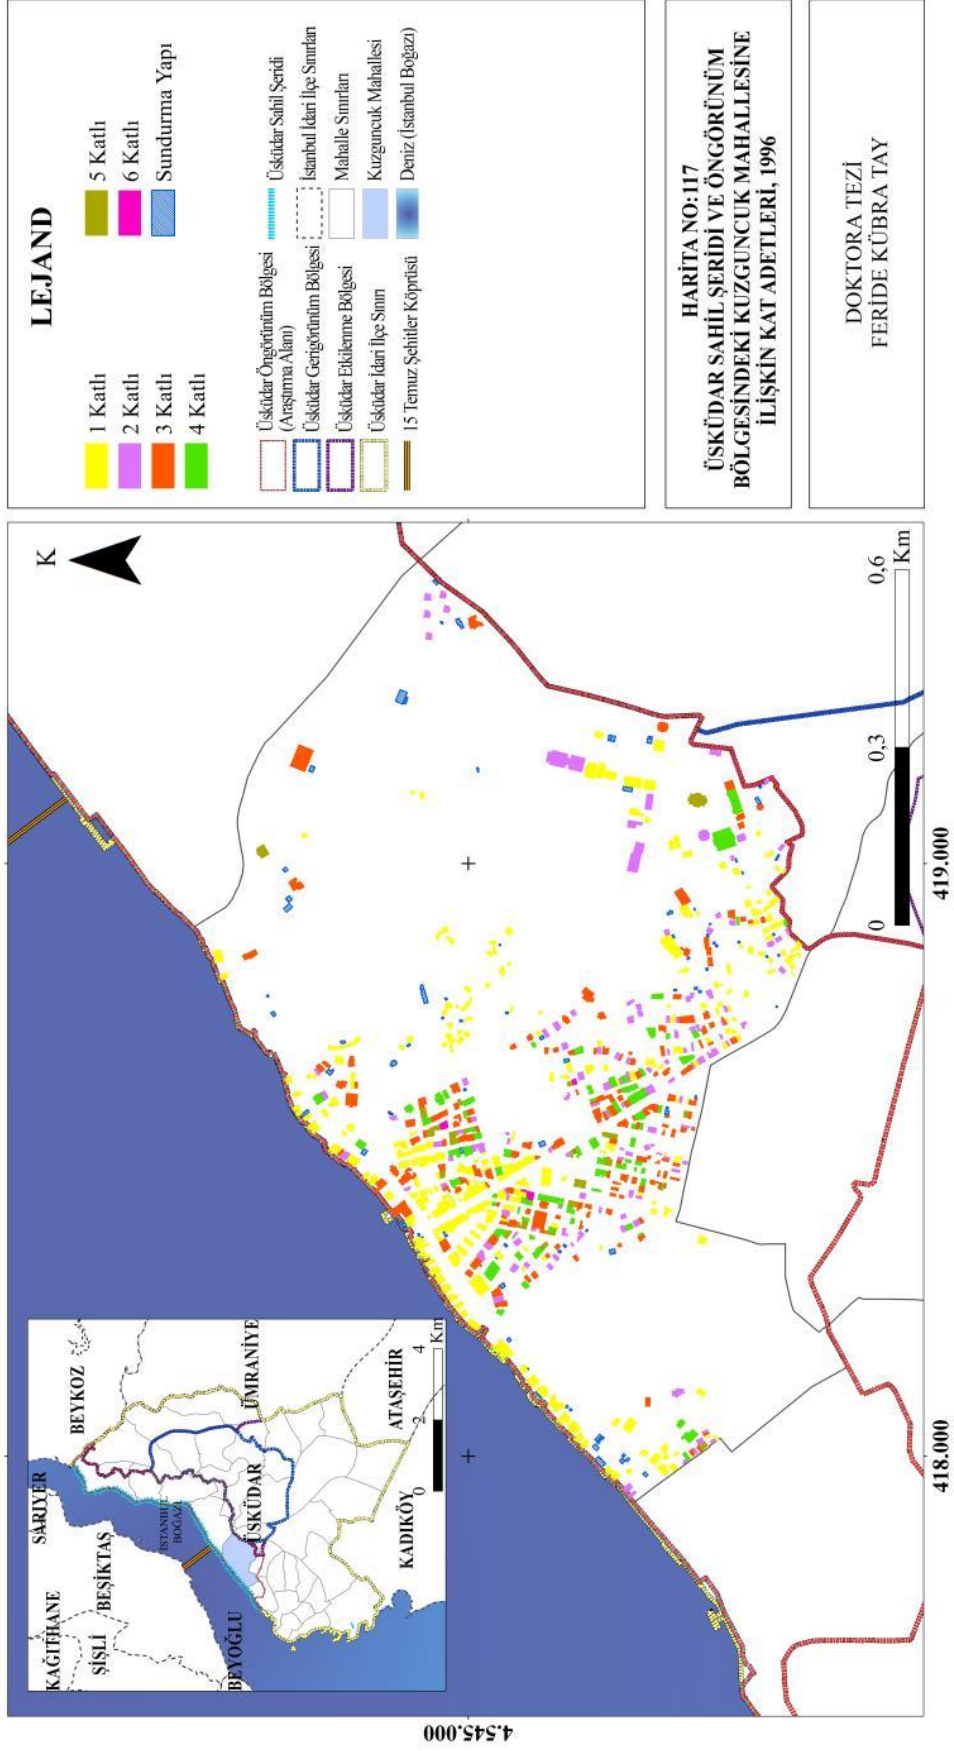 LEJAND
1 Katlı
2 Katlı
3 Katlı
4 Katlı
5 Katlı
6 Katlı
Sundurma Yapı
Üsküdar Öngörünüm Bölgesi
(Araştırma Alanı)
Üsküdar Gerigörünüm Bölgesi
Üsküdar Etkilenme Bölgesi
Üsküdar İdari İlçe Sınırı
15 Temuz Şehitler Köprüsü
Üsküdar Sahil Şeridi
İstanbul İdari İlçe Sınırları
Mahalle Sınırları
Kuzguncuk Mahallesi
Deniz (İstanbul Boğazı)
HARİTA NO:117
ÜSKÜDAR SAHİL ŞERİDİ VE ÖNGÖRÜNÜM
BÖLGESİNDEKİ KUZGUNCUK MAHALLESİNE
İLİŞKİN KAT ADETLERİ, 1996
DOKTORA TEZİ
FERİDE KÜBRA TAY
K
0
0,3
0,6
Km
418.000
419.000
4.545.000
SARIYER
BEYKOZ
KAĞITHANE
ŞİŞLİ
BEŞİKTAŞ
İSTANBUL
BOĞAZI
BEYOĞLU
ÜSKÜDAR
ÜMRANİYE
ATAŞEHİR
KADIKÖY
0
2
4
Km